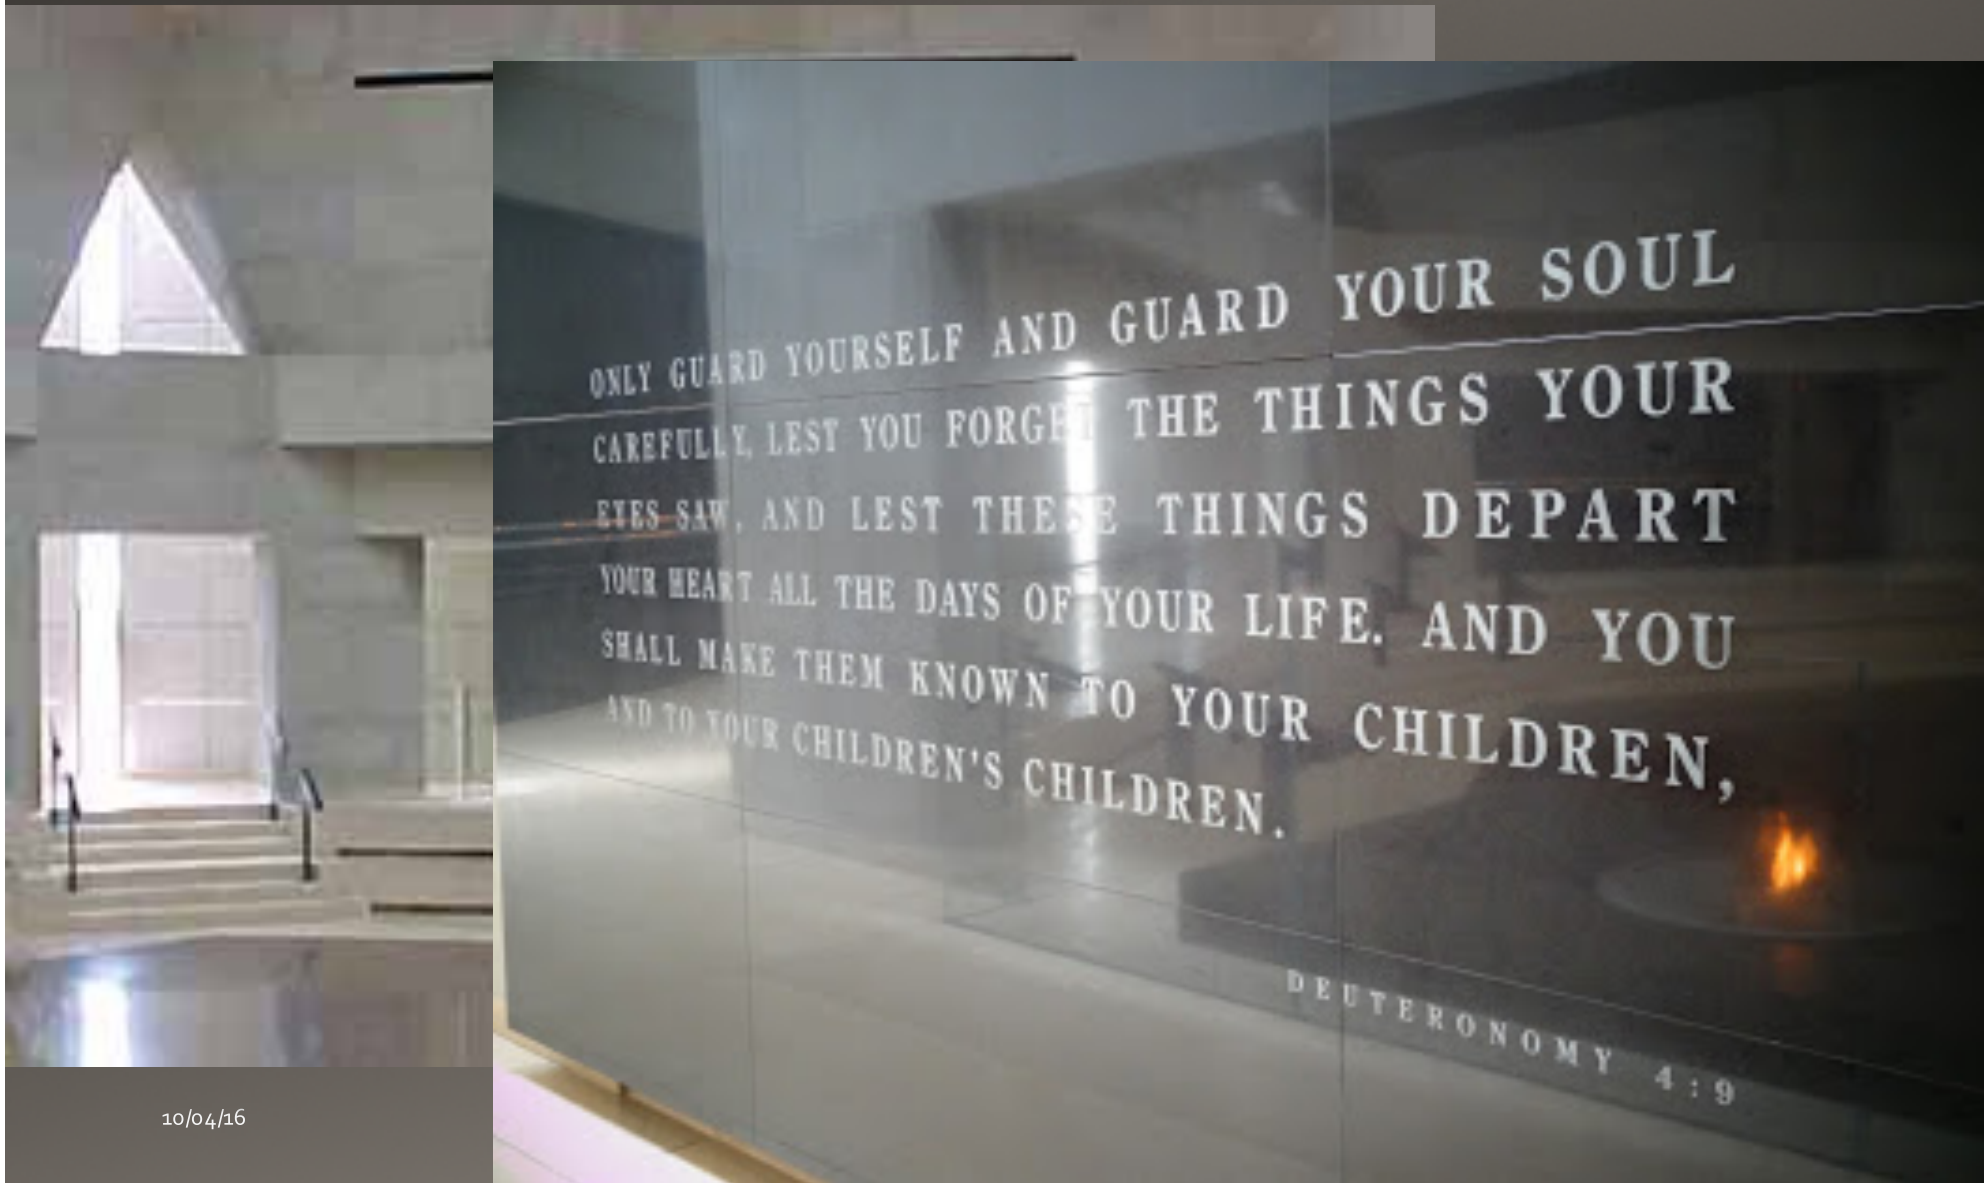 ONLY GUARD YOURSELF AND GUARD YOUR SOUL
CAREFULLY, LEST YOU FORGET THE THINGS YOUR
EYES SAW, AND LEST THESE THINGS DEPART
YOUR HEART ALL THE DAYS OF YOUR LIFE. AND YOU
SHALL MAKE THEM KNOWN TO YOUR CHILDREN,
AND TO YOUR CHILDREN'S CHILDREN.
DEUTERONOMY 4:9
10/04/16